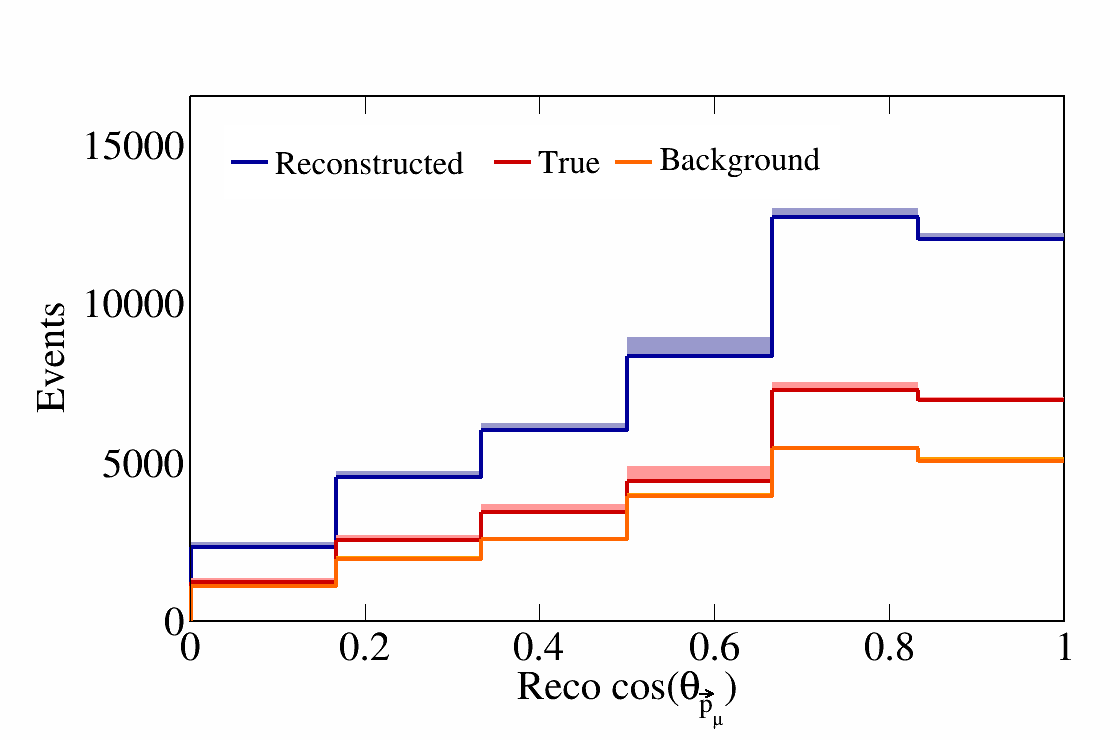 15000
Reconstructed True Background
10000
Events
5000
0
0 0.2 0.4 0.6 0.8 1
Reco cos(θp⃗μ)